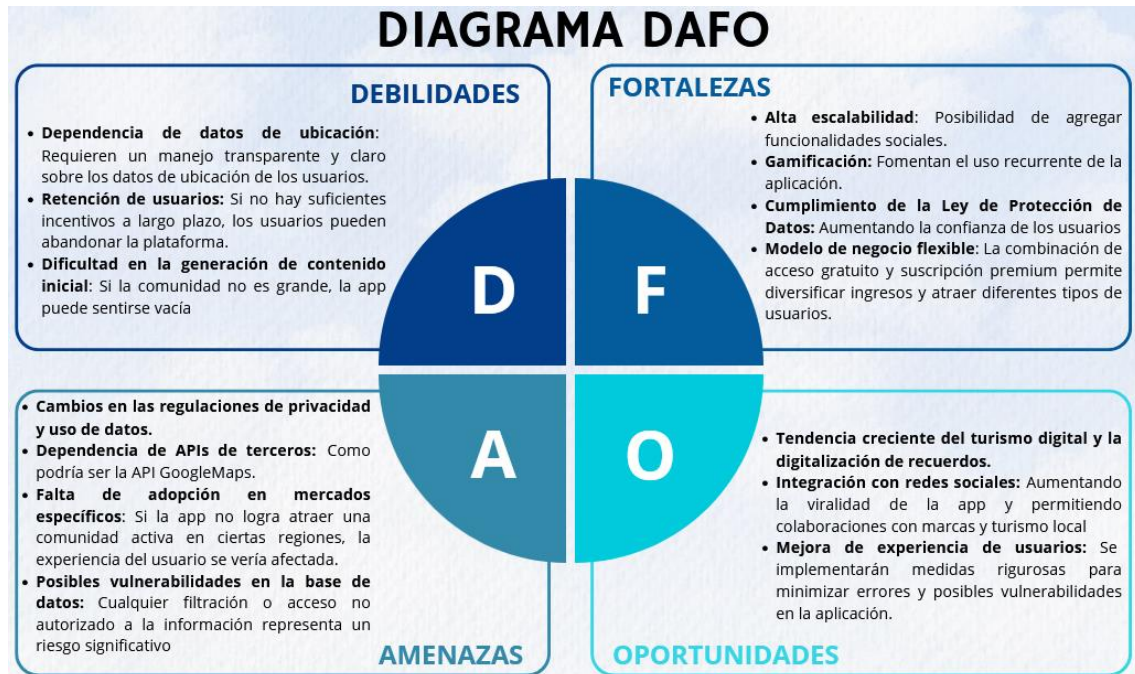 DIAGRAMA DAFO
DEBILIDADES
• Dependencia de datos de ubicación:
Requieren un manejo transparente y claro
sobre los datos de ubicación de los usuarios.
• Retención de usuarios: Si no hay suficientes
incentivos a largo plazo, los usuarios pueden
abandonar la plataforma.
• Dificultad en la generación de contenido
inicial: Si la comunidad no es grande, la app
puede sentirse vacía
FORTALEZAS
• Alta escalabilidad: Posibilidad de agregar
funcionalidades sociales.
• Gamificación: Fomentan el uso recurrente de la
aplicación.
• Cumplimiento de la Ley de Protección de
Datos: Aumentando la confianza de los usuarios
• Modelo de negocio flexible: La combinación de
acceso gratuito y suscripción premium permite
diversificar ingresos y atraer diferentes tipos de
usuarios.
D
F
A
O
• Cambios en las regulaciones de privacidad
y uso de datos.
• Dependencia de APIs de terceros: Como
podría ser la API GoogleMaps.
• Falta de adopción en mercados
específicos: Si la app no logra atraer una
comunidad activa en ciertas regiones, la
experiencia del usuario se vería afectada.
• Posibles vulnerabilidades en la base de
datos: Cualquier filtración o acceso no
autorizado a la información representa un
riesgo significativo
AMENAZAS
• Tendencia creciente del turismo digital y la
digitalización de recuerdos.
• Integración con redes sociales: Aumentando
la viralidad de la app y permitiendo
colaboraciones con marcas y turismo local
• Mejora de experiencia de usuarios: Se
implementarán medidas rigurosas para
minimizar errores y posibles vulnerabilidades
en la aplicación.
OPORTUNIDADES